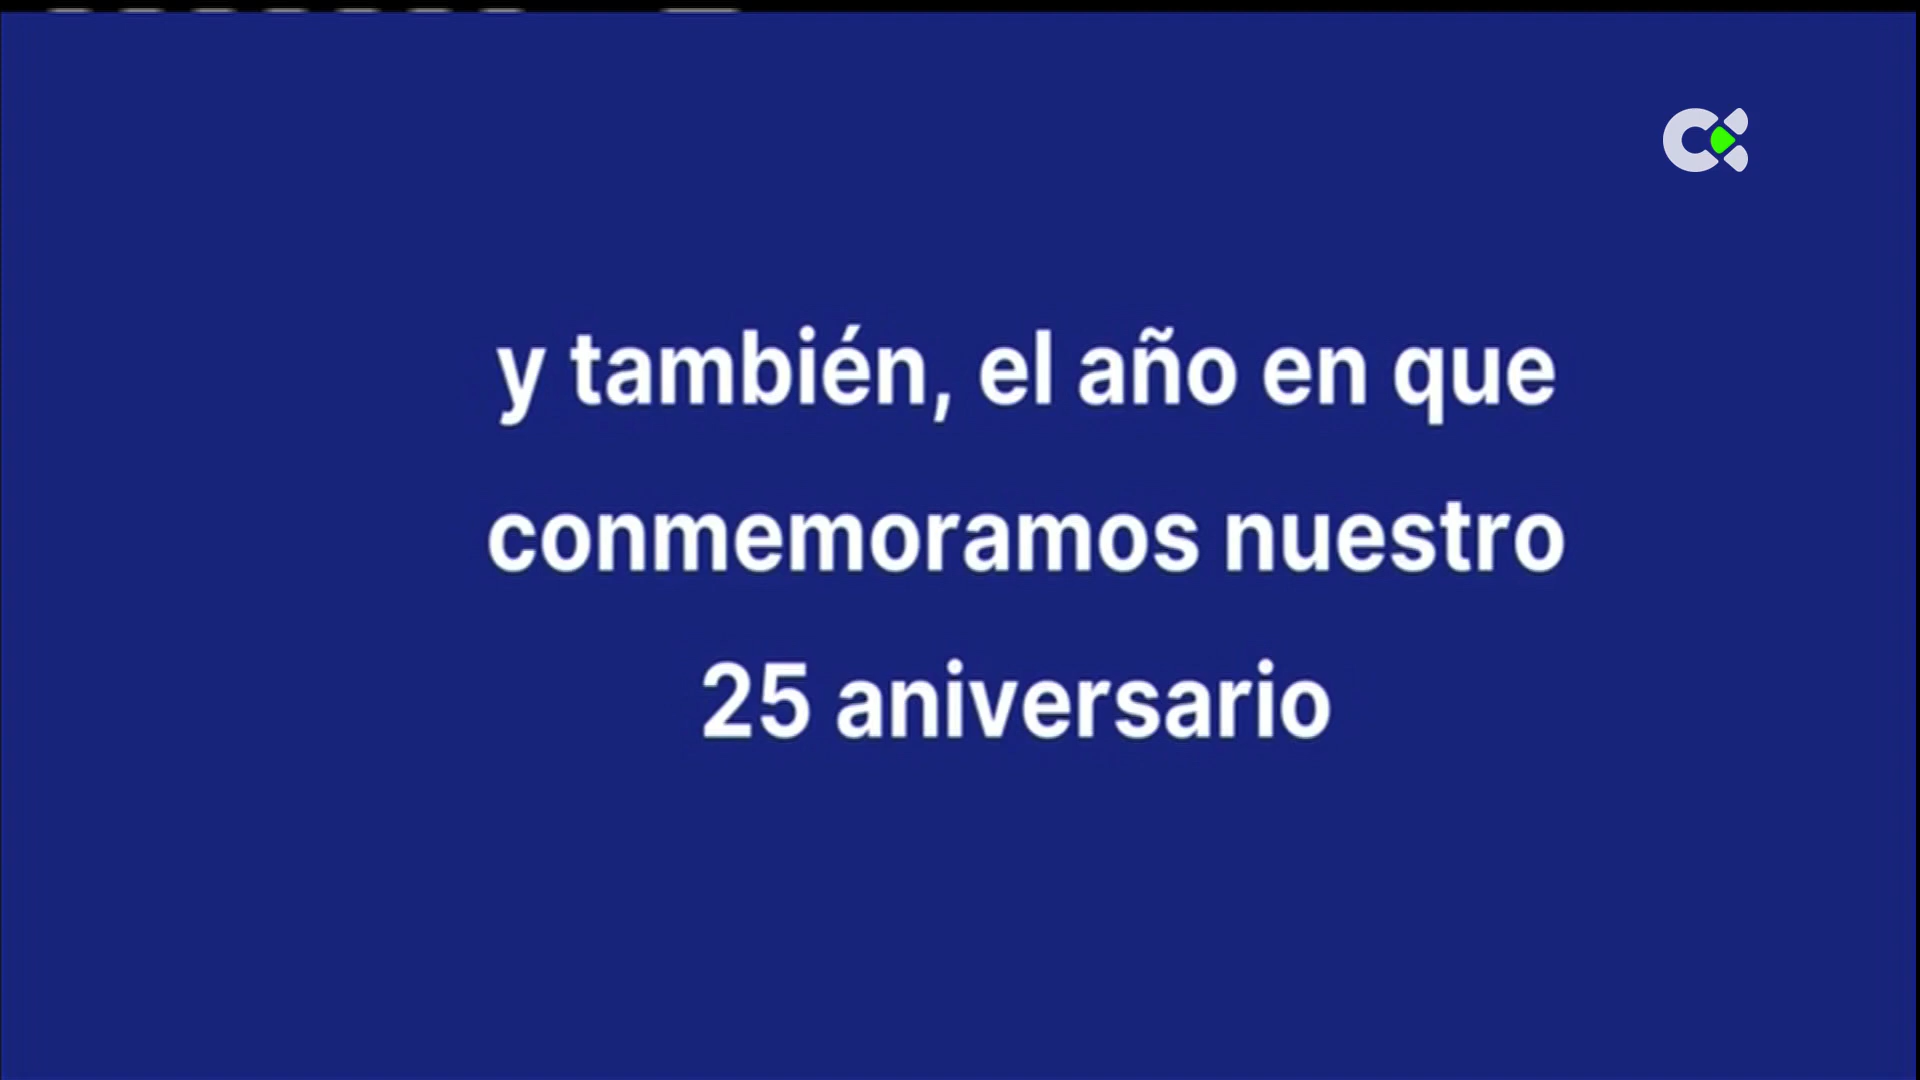 y también, el año en que
conmemoramos nuestro
25 aniversario